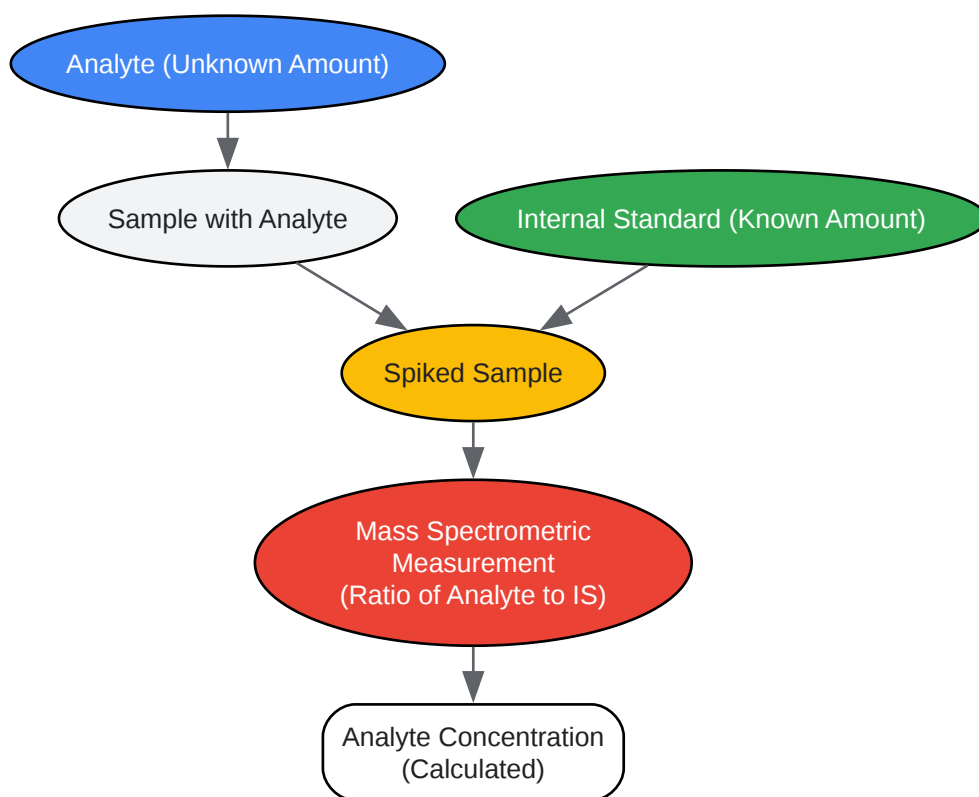 Analyte (Unknown Amount)
Sample with Analyte
Internal Standard (Known Amount)
Spiked Sample
Mass Spectrometric
Measurement
(Ratio of Analyte to IS)
Analyte Concentration
(Calculated)